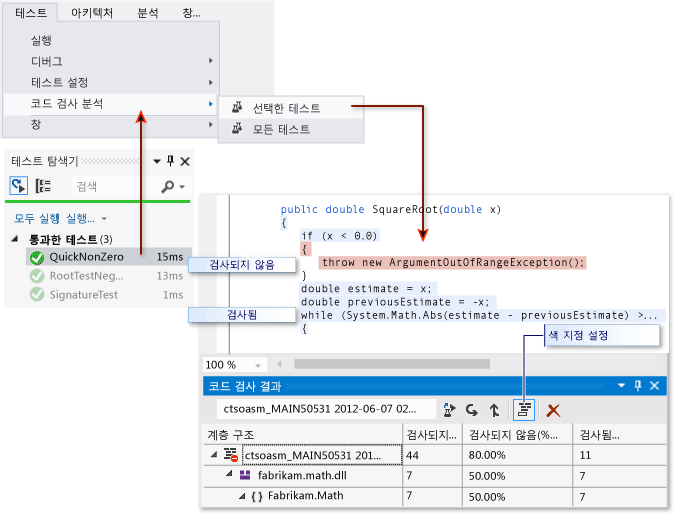 테스트 아키텍처 분석 창...
실행
디버그
테스트 설정
코드 검사 분석
창
선택한 테스트
모든 테스트
테스트 탐색기
검색
모두 실행 실행...
통과한 테스트 (3)
QuickNonZero 15ms
RootTestNeg... 13ms
SignatureTest 1ms
public double SquareRoot(double x)
{
if (x < 0.0)
{
throw new ArgumentOutOfRangeException();
}
double estimate = x;
double previousEstimate = -x;
while (System.Math.Abs(estimate - previousEstimate) >...
{
검사되지 않음
검사됨
색 지정 설정
100 %
코드 검사 결과
ctsoasm_MAIN50531 2012-06-07 02...
계층 구조 검사되지... 검사되지 않음(%... 검사됨...
ctsoasm_MAIN50531 201... 44 80.00% 11
fabrikam.math.dll 7 50.00% 7
{ } Fabrikam.Math 7 50.00% 7